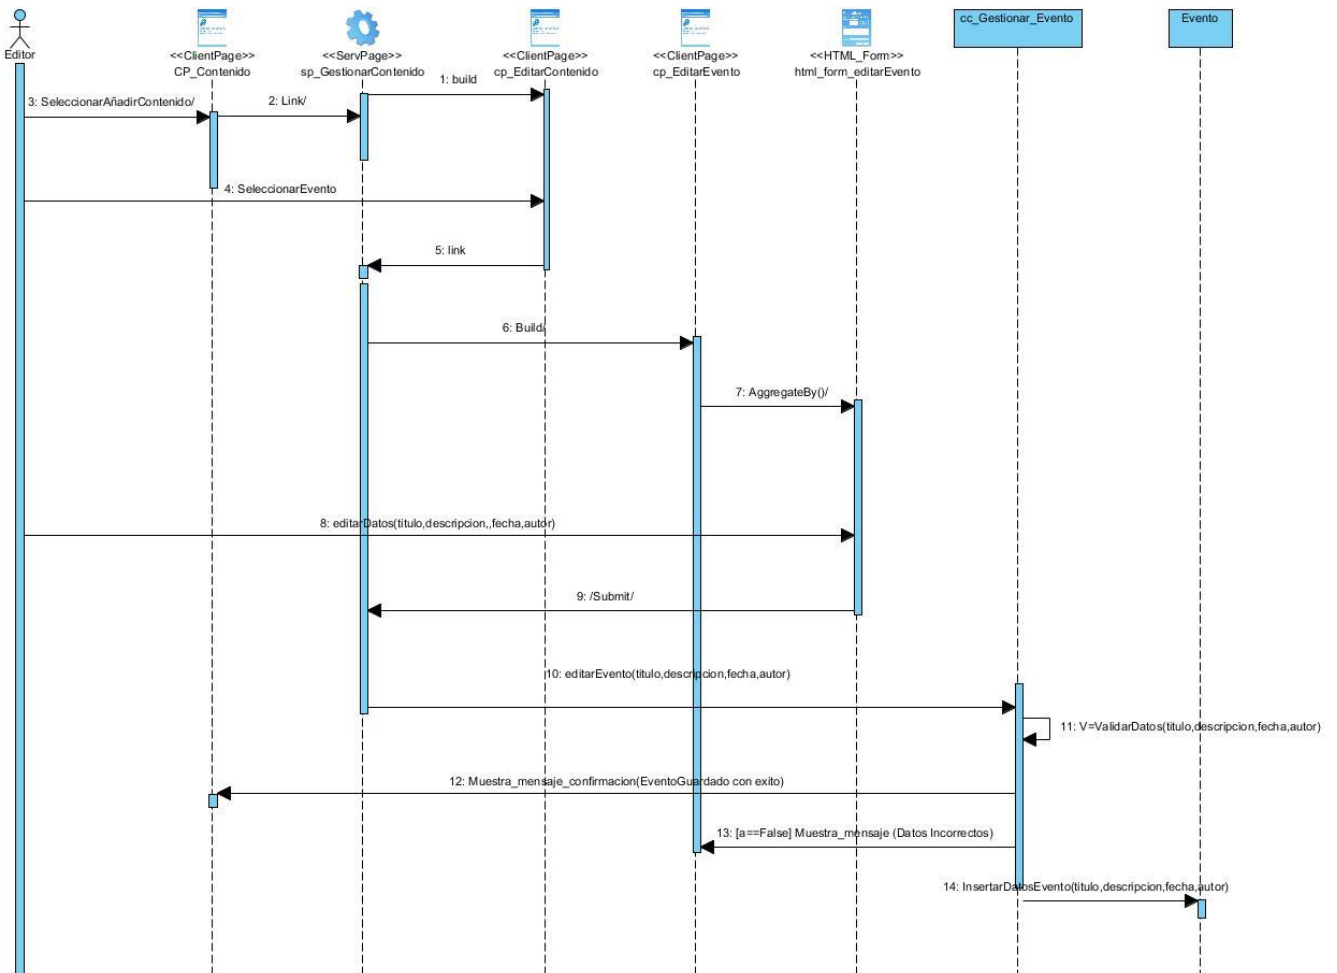 Editor
<<ClientPage>>
CP_Contenido
<<ServPage>>
sp_GestionarContenido
<<ClientPage>>
cp_EditarContenido
<<ClientPage>>
cp_EditarEvento
<<HTML_Form>>
html_form_editarEvento
cc_Gestionar_Evento
Evento
1: build
2: Link/
3: SeleccionarAñadirContenido/
4: SeleccionarEvento
5: link
6: Build/
7: AggregateBy()/
8: editarDatos(titulo,descripcion,,fecha,autor)
9: /Submit/
10: editarEvento(titulo,descripcion,fecha,autor)
11: V=ValidarDatos(titulo,descripcion,fecha,autor)
12: Muestra_mensaje_confirmacion(EventoGuardado con exito)
13: [a==False] Muestra_mensaje (Datos Incorrectos)
14: InsertarDatosEvento(titulo,descripcion,fecha,autor)